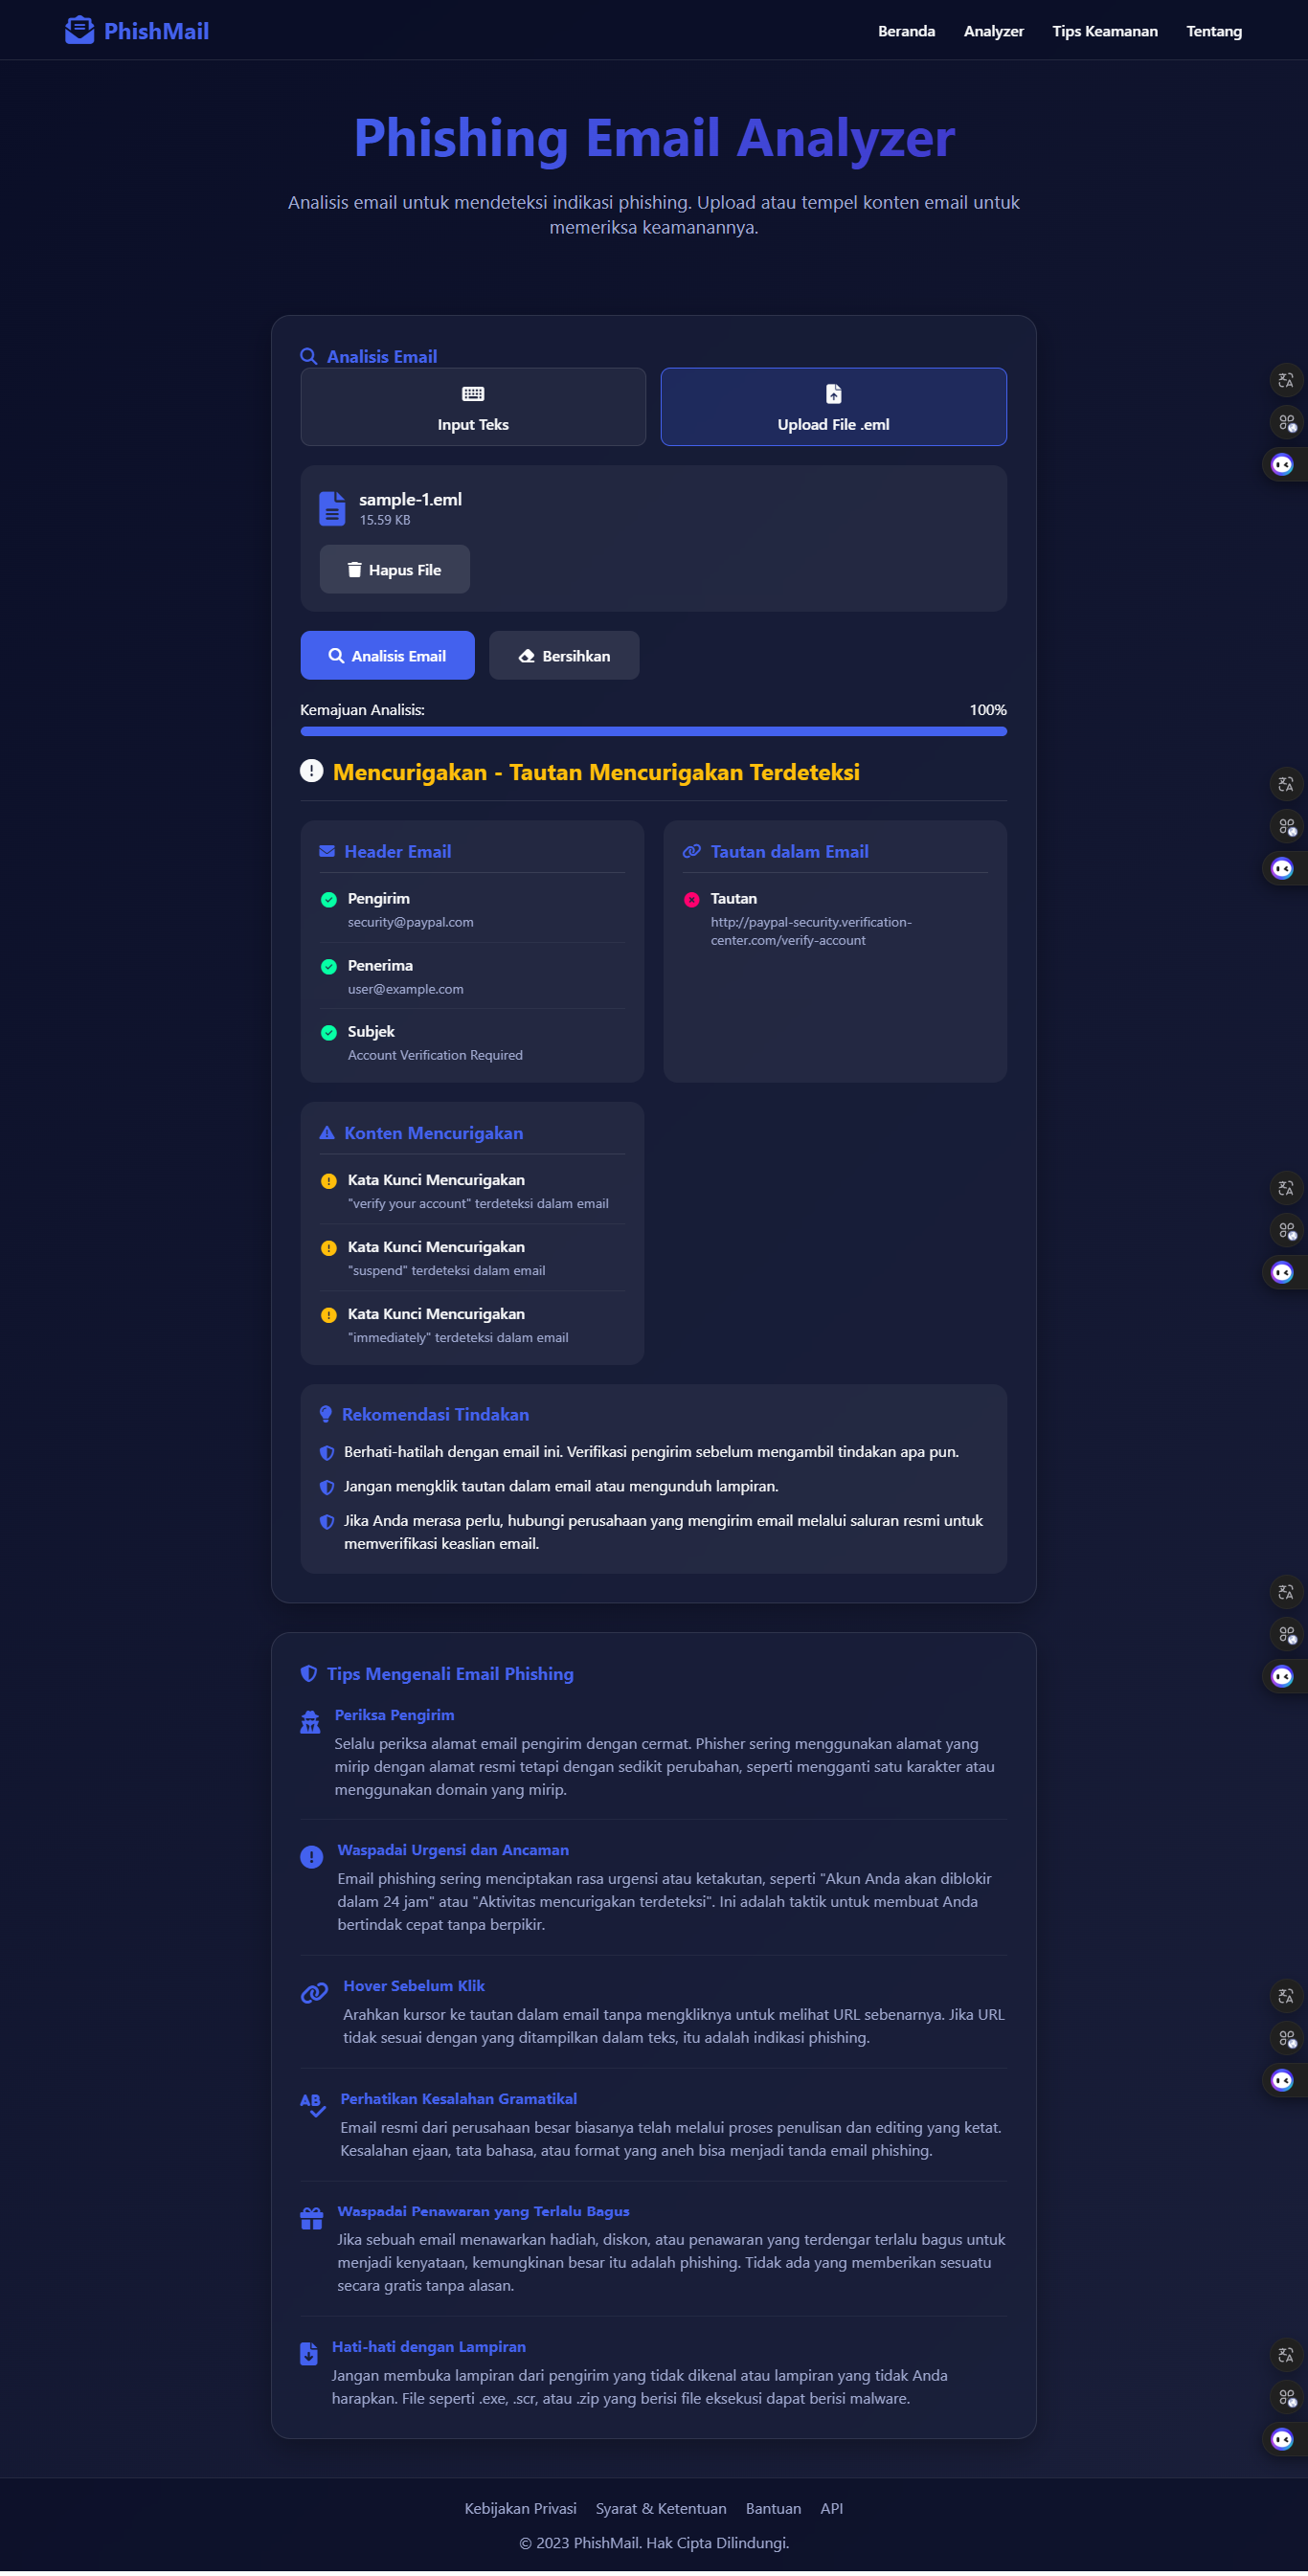 PhishMail
Beranda
Analyzer
Tips Keamanan
Tentang
Phishing Email Analyzer
Analisis email untuk mendeteksi indikasi phishing. Upload atau tempel konten email untuk
memeriksa keamanannya.
Analisis Email
Input Teks
Upload File .eml
sample-1.eml
15.59 KB
Hapus File
Analisis Email
Bersihkan
Kemajuan Analisis:
100%
Mencurigakan - Tautan Mencurigakan Terdeteksi
Header Email
Pengirim
security@paypal.com
Penerima
user@example.com
Subjek
Account Verification Required
Tautan dalam Email
Tautan
http://paypal-security.verification-
center.com/verify-account
Konten Mencurigakan
Kata Kunci Mencurigakan
"verify your account" terdeteksi dalam email
Kata Kunci Mencurigakan
"suspend" terdeteksi dalam email
Kata Kunci Mencurigakan
"immediately" terdeteksi dalam email
Rekomendasi Tindakan
Berhati-hatilah dengan email ini. Verifikasi pengirim sebelum mengambil tindakan apa pun.
Jangan mengklik tautan dalam email atau mengunduh lampiran.
Jika Anda merasa perlu, hubungi perusahaan yang mengirim email melalui saluran resmi untuk
memverifikasi keaslian email.
Tips Mengenali Email Phishing
Periksa Pengirim
Selalu periksa alamat email pengirim dengan cermat. Phisher sering menggunakan alamat yang
mirip dengan alamat resmi tetapi dengan sedikit perubahan, seperti mengganti satu karakter atau
menggunakan domain yang mirip.
Waspadai Urgensi dan Ancaman
Email phishing sering menciptakan rasa urgensi atau ketakutan, seperti "Akun Anda akan diblokir
dalam 24 jam" atau "Aktivitas mencurigakan terdeteksi". Ini adalah taktik untuk membuat Anda
bertindak cepat tanpa berpikir.
Hover Sebelum Klik
Arahkan kursor ke tautan dalam email tanpa mengkliknya untuk melihat URL sebenarnya. Jika URL
tidak sesuai dengan yang ditampilkan dalam teks, itu adalah indikasi phishing.
AB
Perhatikan Kesalahan Gramatikal
Email resmi dari perusahaan besar biasanya telah melalui proses penulisan dan editing yang ketat.
Kesalahan ejaan, tata bahasa, atau format yang aneh bisa menjadi tanda email phishing.
Waspadai Penawaran yang Terlalu Bagus
Jika sebuah email menawarkan hadiah, diskon, atau penawaran yang terdengar terlalu bagus untuk
menjadi kenyataan, kemungkinan besar itu adalah phishing. Tidak ada yang memberikan sesuatu
secara gratis tanpa alasan.
Hati-hati dengan Lampiran
Jangan membuka lampiran dari pengirim yang tidak dikenal atau lampiran yang tidak Anda
harapkan. File seperti .exe, .scr, atau .zip yang berisi file eksekusi dapat berisi malware.
Kebijakan Privasi
Syarat & Ketentuan
Bantuan
API
© 2023 PhishMail. Hak Cipta Dilindungi.